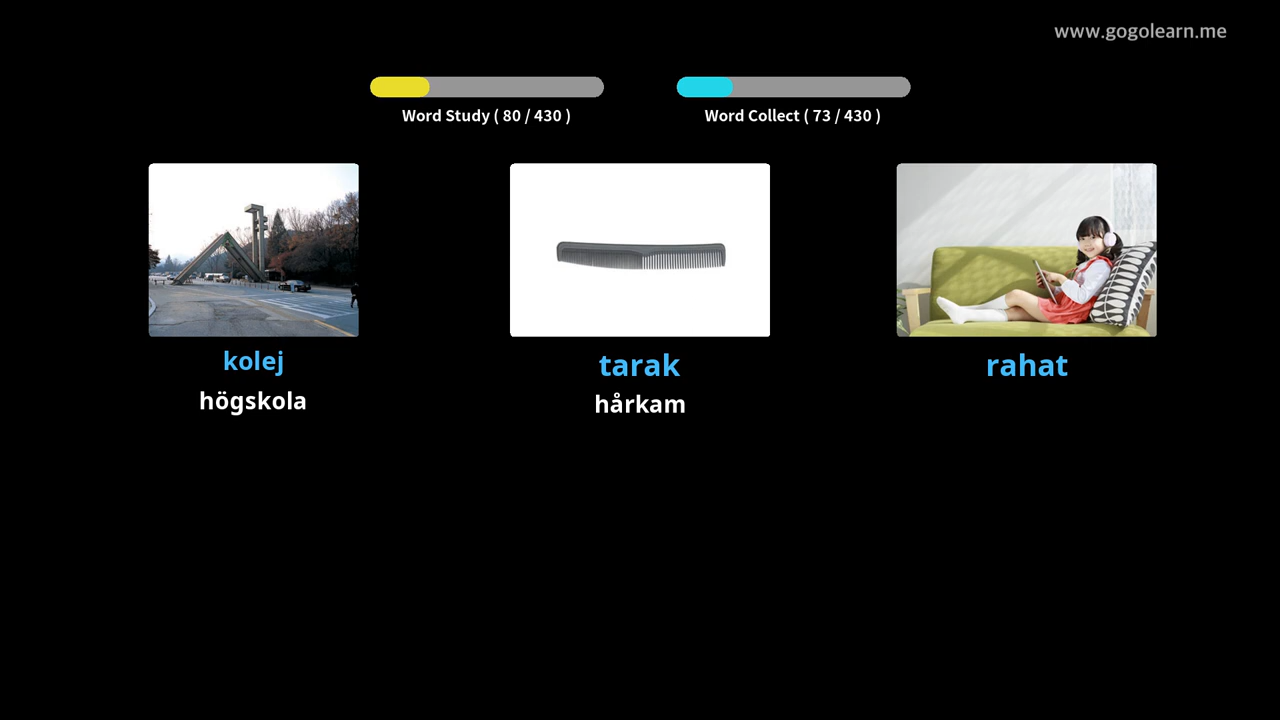 www.gogolearn.me
Word Study ( 80 / 430 )
Word Collect ( 73 / 430 )
kolej
högskola
tarak
hårkam
rahat